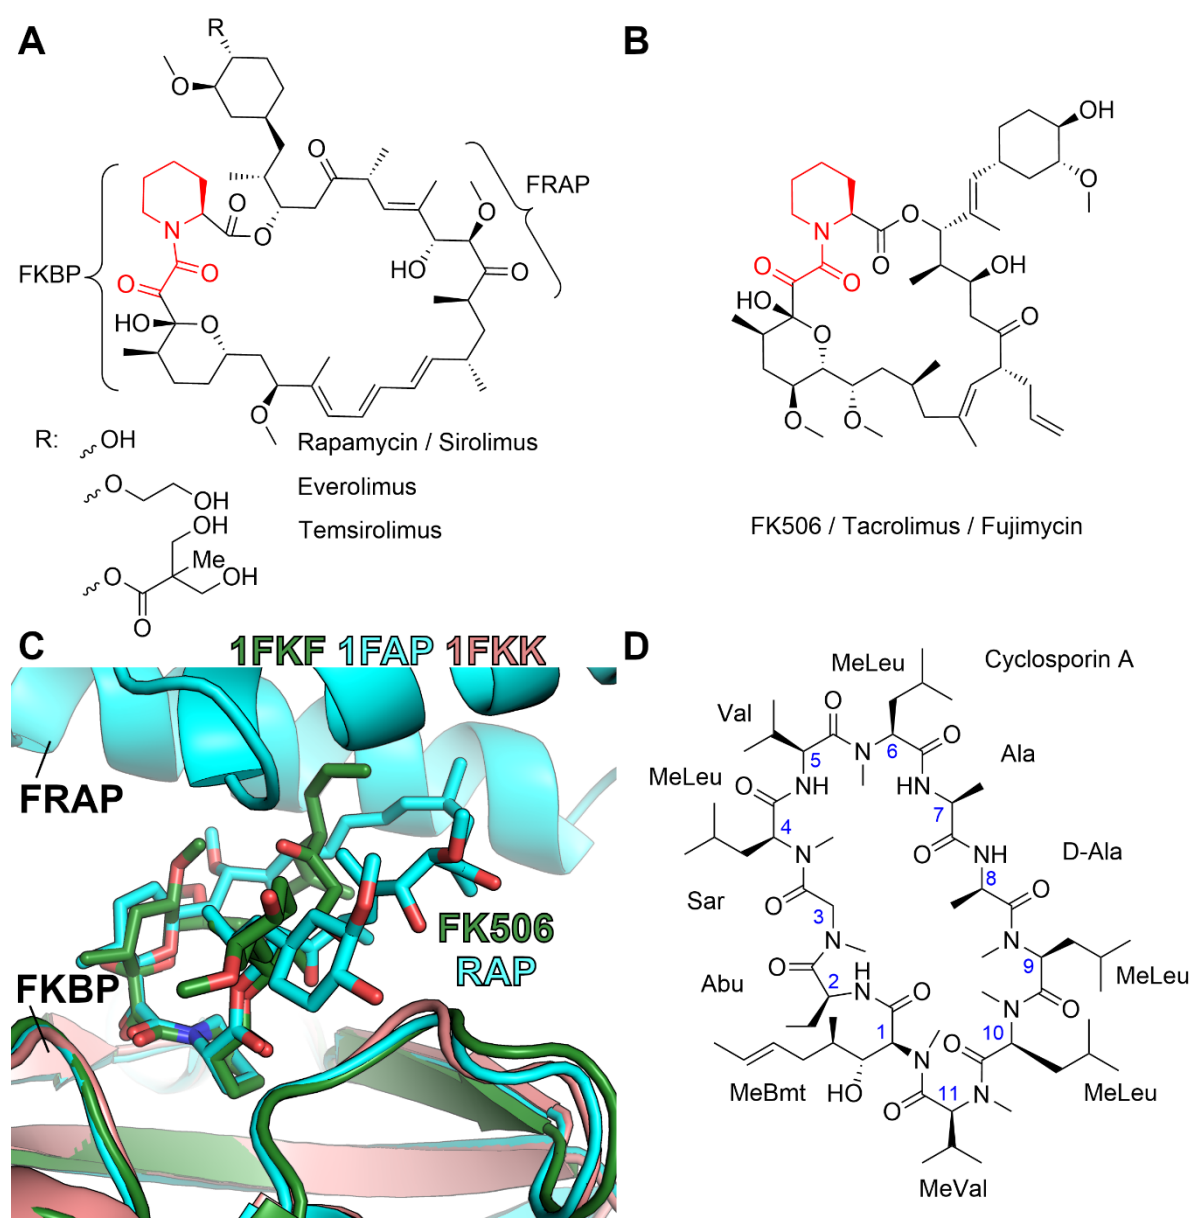 A
R
O
O
O
FRAP
N
O
O
HO
O
FKBP
O
O
O
HO
O
O
R:
OH
Rapamycin / Sirolimus
O
OH
Everolimus
OH
Temsirolimus
Me
O
OH
O
B
OH
O
N
O
O
O
O
HO
O
OH
O
O
O
FK506 / Tacrolimus / Fujimycin
C
1FKF 1FAP 1FKK
FRAP
FK506
RAP
FKBP
D
Cyclosporin A
MeLeu
Val
O
O
5
N
6
Ala
MeLeu
O
NH
HN
7
4
O
NH
D-Ala
N
8
O
Sar
O
3
N
N
9
MeLeu
O
2
NH
O
N
O
Abu
1
N
O
10
MeBmt
HO
O
11
N
MeLeu
MeVal